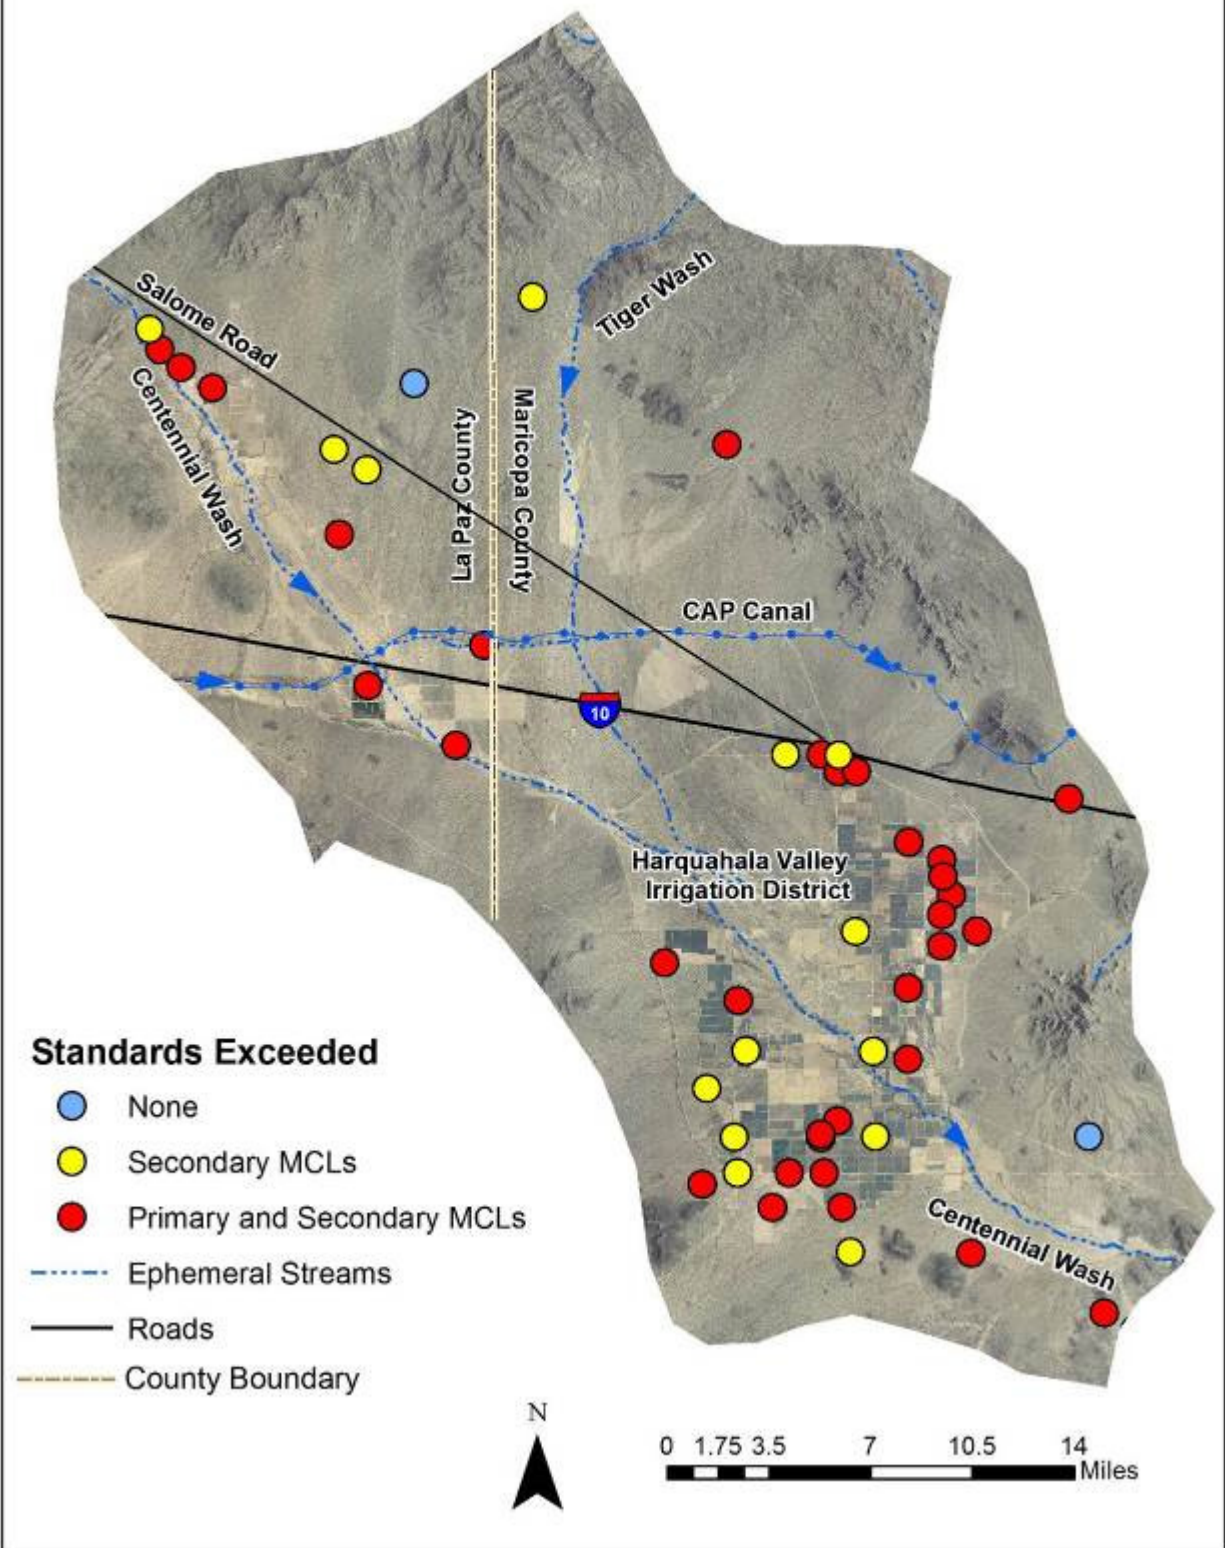 Salome Road
Tiger Wash
Centennial Wash
La Paz County
Maricopa County
CAP Canal
10
Harquahala Valley
Irrigation District
Centennial Wash
Standards Exceeded
None
Secondary MCLs
Primary and Secondary MCLs
Ephemeral Streams
Roads
County Boundary
N
0 1.75 3.5 7 10.5 14
Miles